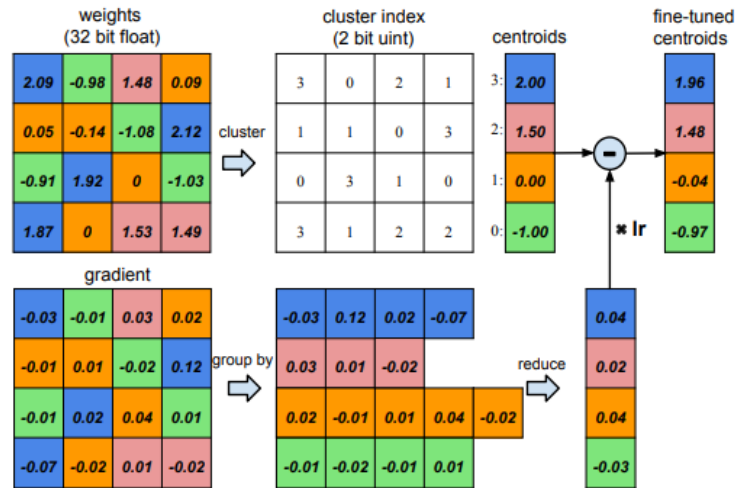 weights
(32 bit float)
cluster index
(2 bit uint)
centroids
fine-tuned
centroids
2.09 -0.98 1.48 0.09
0.05 -0.14 -1.08 2.12
-0.91 1.92 0 -1.03
1.87 0 1.53 1.49
cluster
3 0 2 1
1 1 0 3
0 3 1 0
3 1 2 2
3: 2.00
2: 1.50
1: 0.00
0: -1.00
-
× lr
1.96
1.48
-0.04
-0.97
gradient
-0.03 -0.01 0.03 0.02
-0.01 0.01 -0.02 0.12
-0.01 0.02 0.04 0.01
-0.07 -0.02 0.01 -0.02
group by
-0.03 0.12 0.02 -0.07
0.03 0.01 -0.02
0.02 -0.01 0.01 0.04 -0.02
-0.01 -0.02 -0.01 0.01
reduce
0.04
0.02
0.04
-0.03